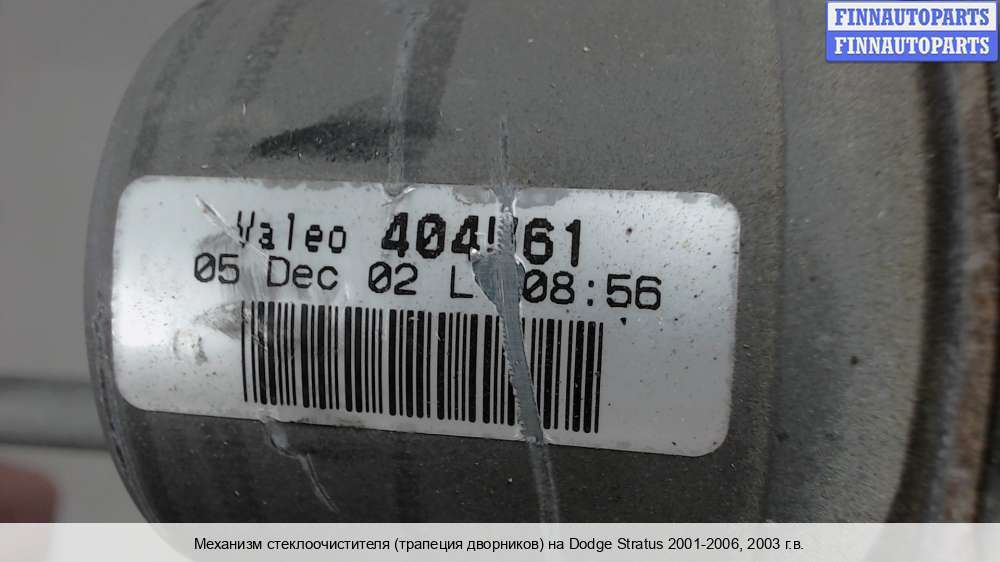 FINNAUTOPARTS
FINNAUTOPARTS
Valeo
05 Dec 02 L 08:56
Механизм стеклоочистителя (трапеция дворников) на Dodge Stratus 2001-2006, 2003 г.в.